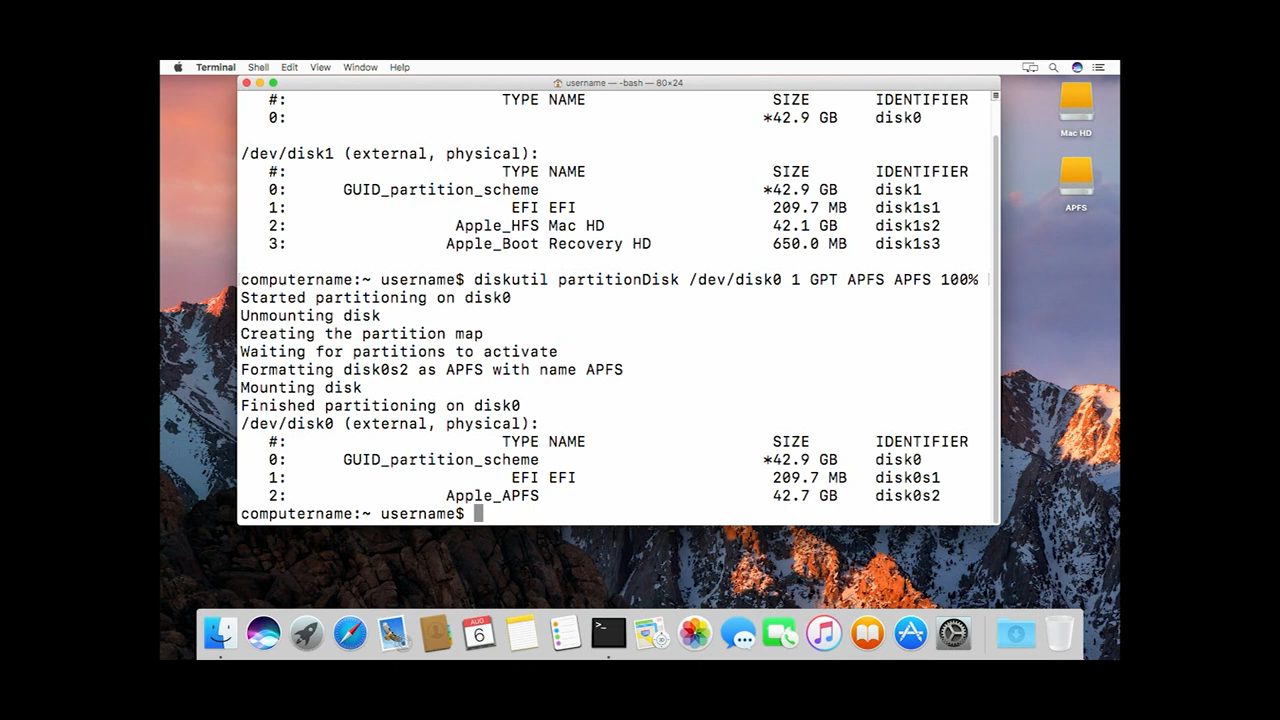 Terminal Shell Edit View Window Help
username — -bash — 80×24
#: TYPE NAME SIZE IDENTIFIER
0: *42.9 GB disk0
/dev/disk1 (external, physical):
#: TYPE NAME SIZE IDENTIFIER
0: GUID_partition_scheme *42.9 GB disk1
1: EFI EFI 209.7 MB disk1s1
2: Apple_HFS Mac HD 42.1 GB disk1s2
3: Apple_Boot Recovery HD 650.0 MB disk1s3
computername:~ username$ diskutil partitionDisk /dev/disk0 1 GPT APFS APFS 100%
Started partitioning on disk0
Unmounting disk
Creating the partition map
Waiting for partitions to activate
Formatting disk0s2 as APFS with name APFS
Mounting disk
Finished partitioning on disk0
/dev/disk0 (external, physical):
#: TYPE NAME SIZE IDENTIFIER
0: GUID_partition_scheme *42.9 GB disk0
1: EFI EFI 209.7 MB disk0s1
2: Apple_APFS 42.7 GB disk0s2
computername:~ username$
Mac HD
APFS
AUG
6